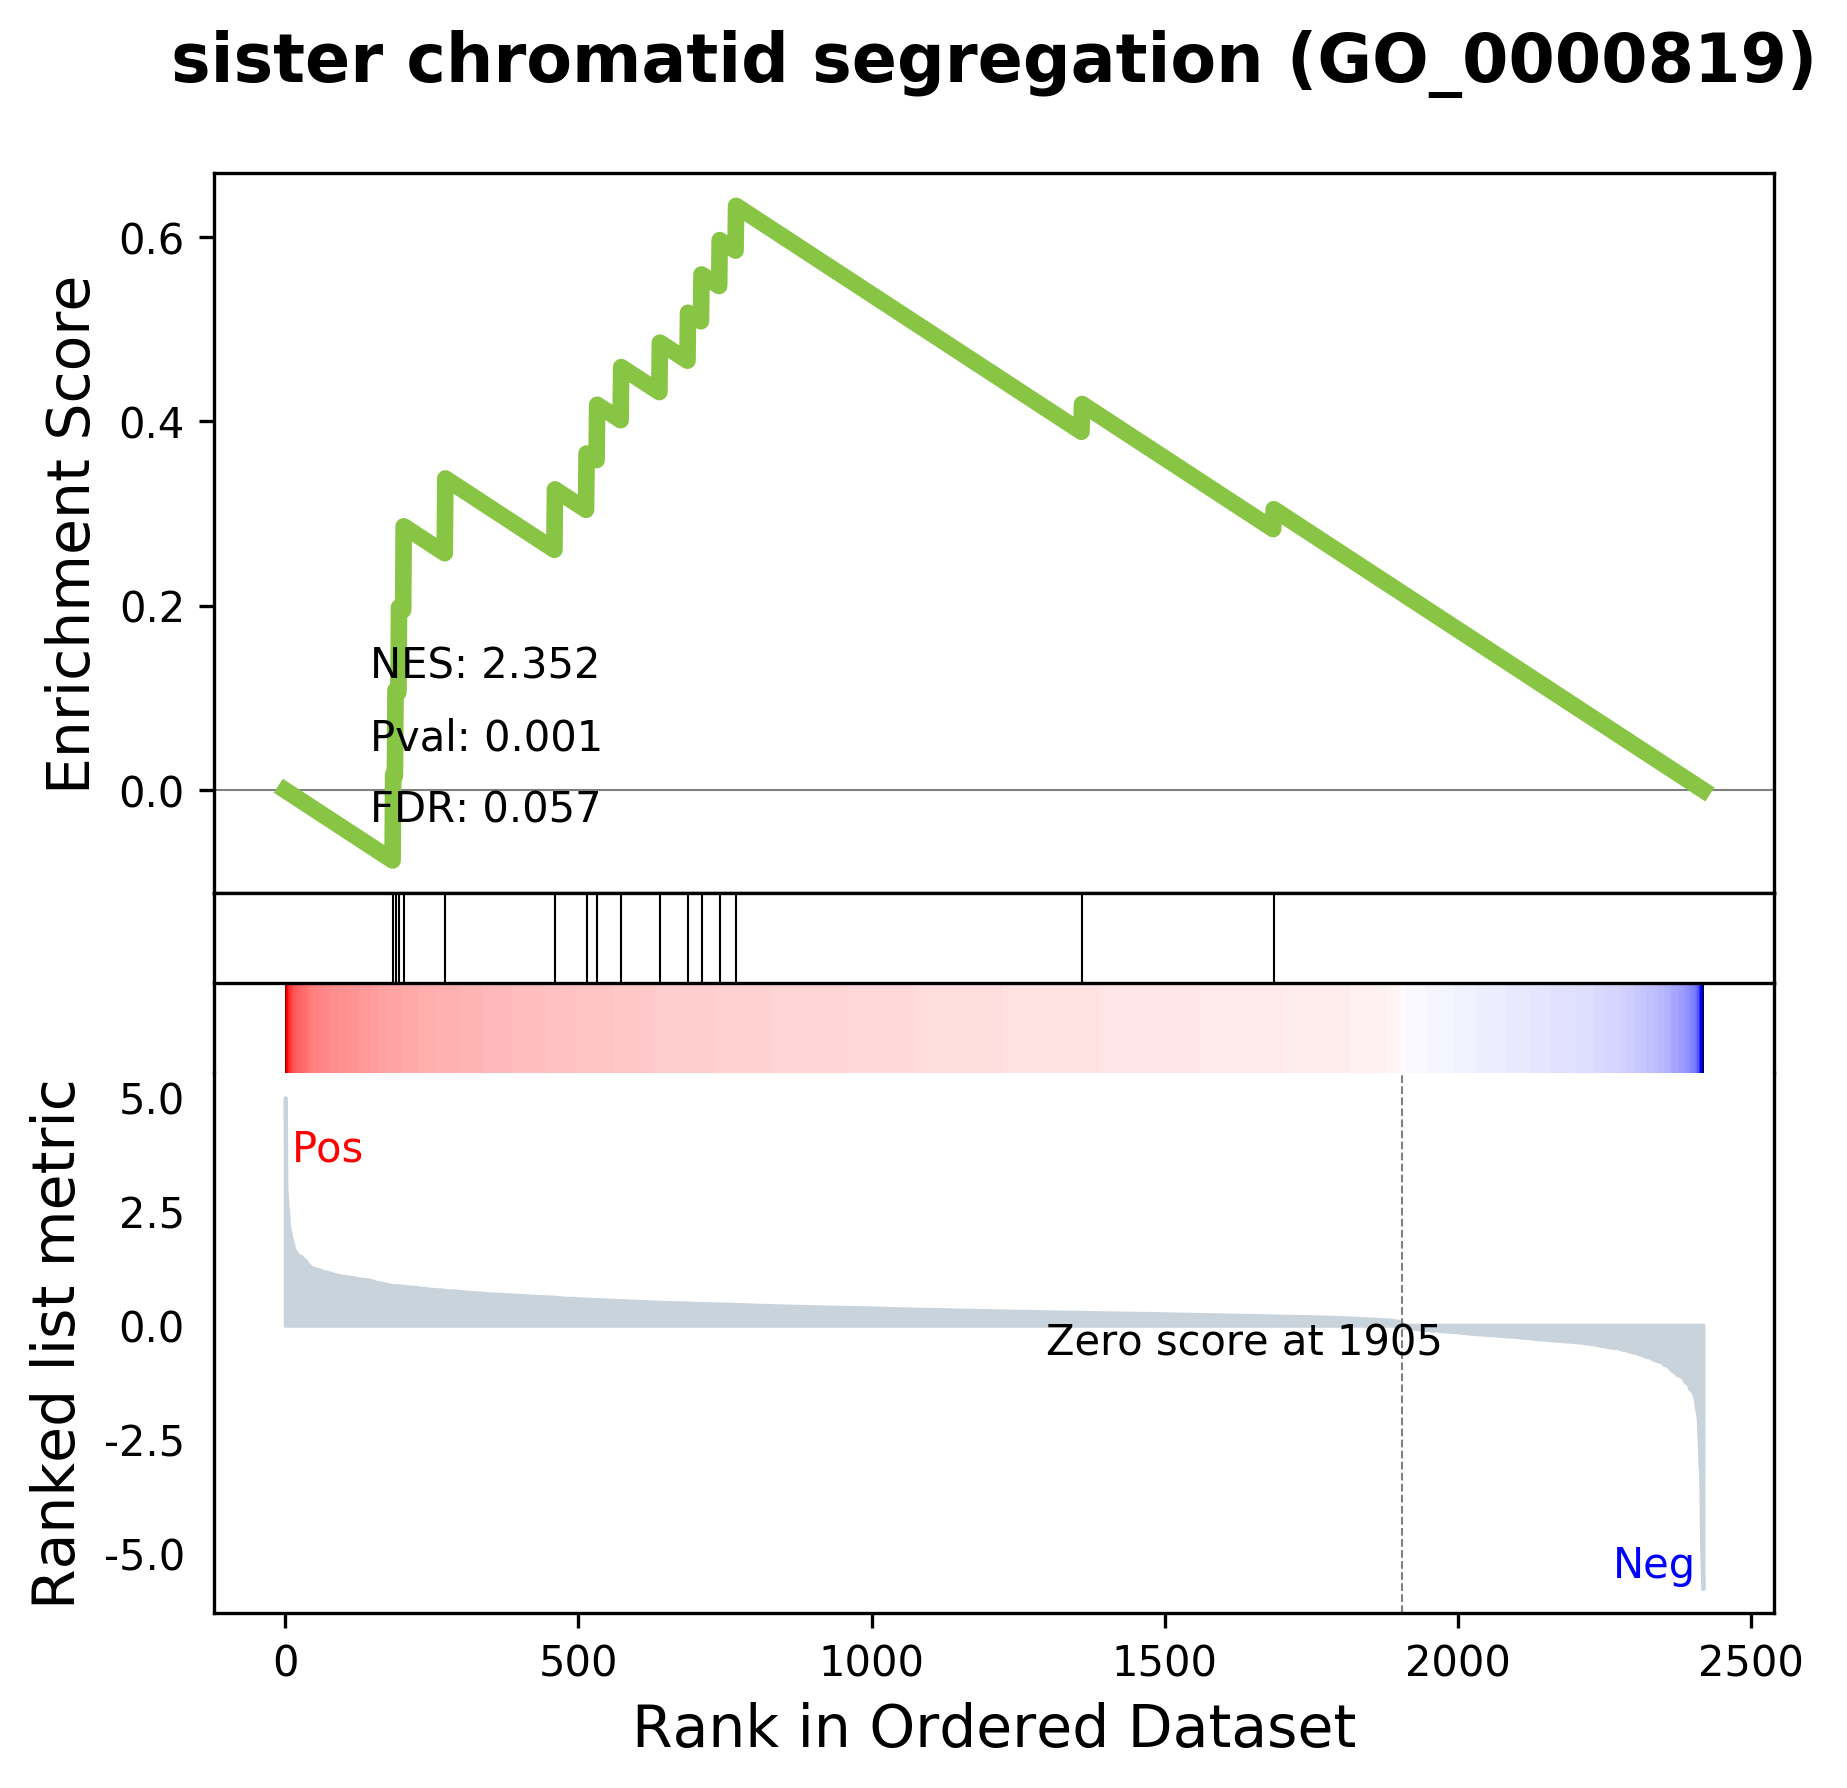 sister chromatid segregation (GO_0000819)
Enrichment Score
0.6
0.4
0.2
0.0
NES: 2.352
Pval: 0.001
FDR: 0.057
Ranked list metric
5.0
2.5
0.0
-2.5
-5.0
Pos
Zero score at 1905
Neg
0 500 1000 1500 2000 2500
Rank in Ordered Dataset